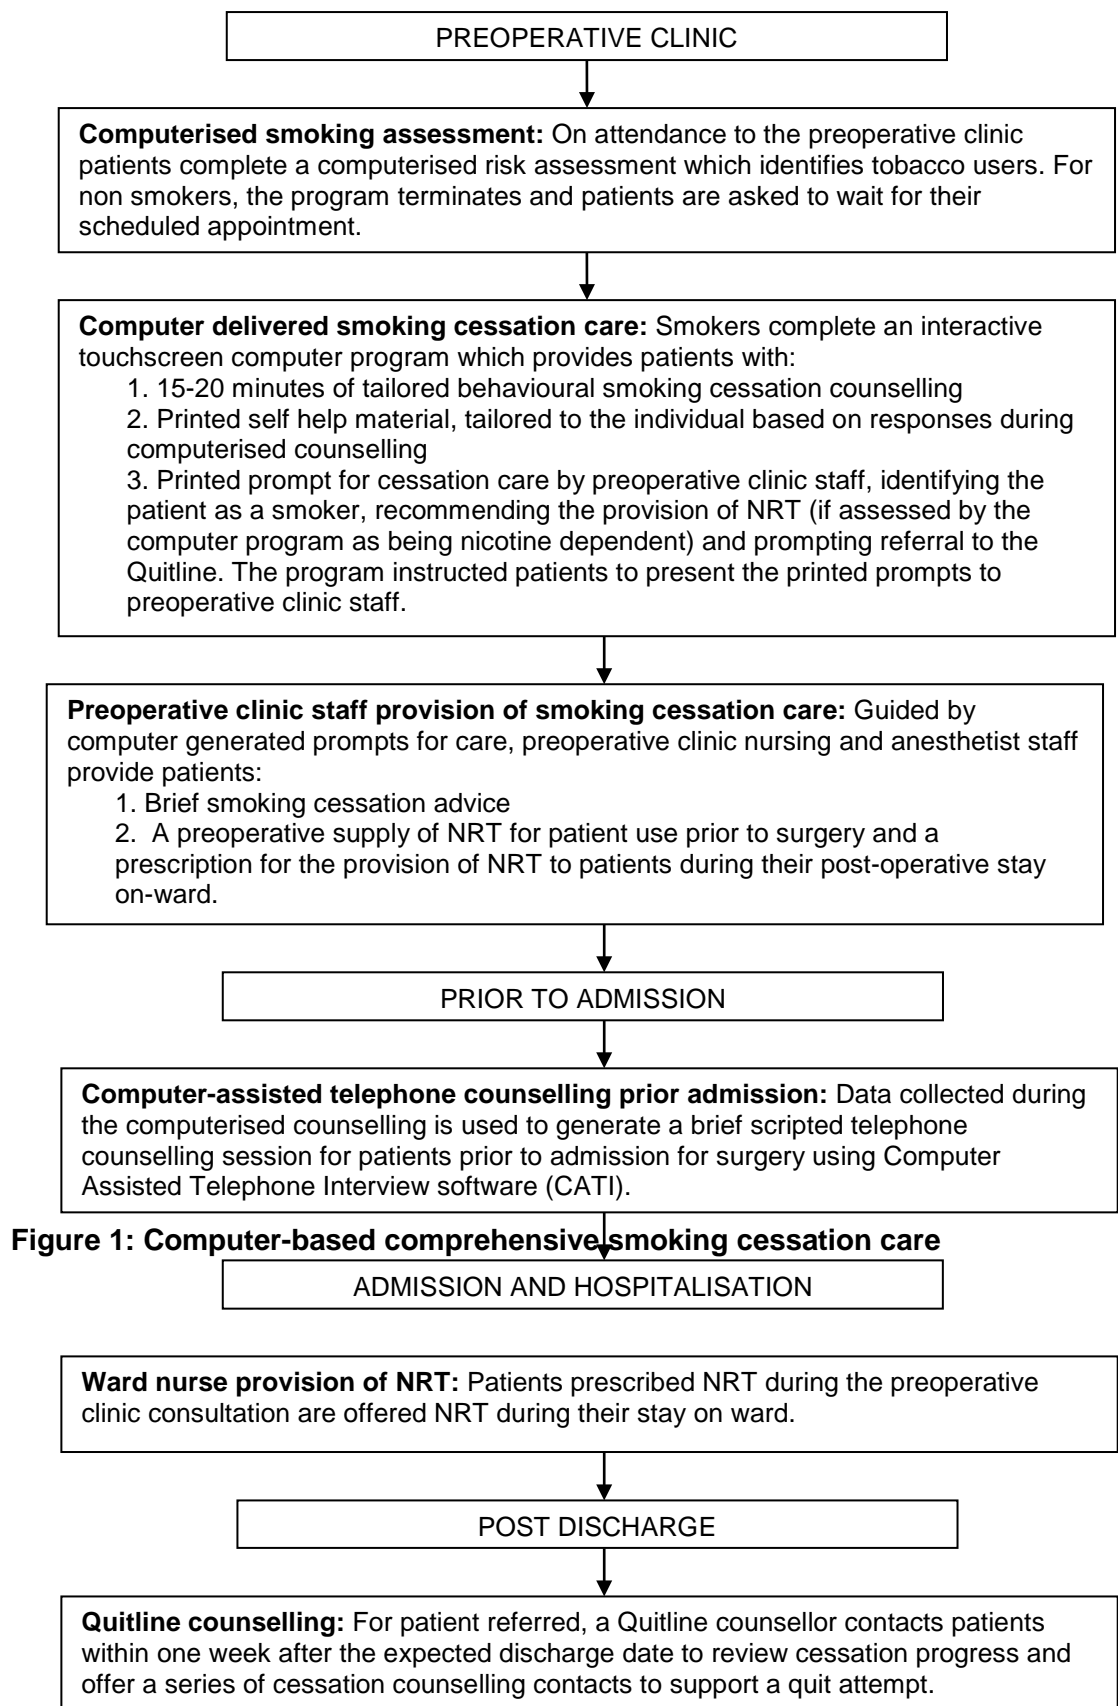 PREOPERATIVE CLINIC
Computerised smoking assessment: On attendance to the preoperative clinic
patients complete a computerised risk assessment which identifies tobacco users. For
non smokers, the program terminates and patients are asked to wait for their
scheduled appointment.
Computer delivered smoking cessation care: Smokers complete an interactive
touchscreen computer program which provides patients with:
1. 15-20 minutes of tailored behavioural smoking cessation counselling
2. Printed self help material, tailored to the individual based on responses during
computerised counselling
3. Printed prompt for cessation care by preoperative clinic staff, identifying the
patient as a smoker, recommending the provision of NRT (if assessed by the
computer program as being nicotine dependent) and prompting referral to the
Quitline. The program instructed patients to present the printed prompts to
preoperative clinic staff.
Preoperative clinic staff provision of smoking cessation care: Guided by
computer generated prompts for care, preoperative clinic nursing and anesthetist staff
provide patients:
1. Brief smoking cessation advice
2. A preoperative supply of NRT for patient use prior to surgery and a
prescription for the provision of NRT to patients during their post-operative stay
on-ward.
PRIOR TO ADMISSION
Computer-assisted telephone counselling prior admission: Data collected during
the computerised counselling is used to generate a brief scripted telephone
counselling session for patients prior to admission for surgery using Computer
Assisted Telephone Interview software (CATI).
Figure 1: Computer-based comprehensive smoking cessation care
ADMISSION AND HOSPITALISATION
Ward nurse provision of NRT: Patients prescribed NRT during the preoperative
clinic consultation are offered NRT during their stay on ward.
POST DISCHARGE
Quitline counselling: For patient referred, a Quitline counsellor contacts patients
within one week after the expected discharge date to review cessation progress and
offer a series of cessation counselling contacts to support a quit attempt.